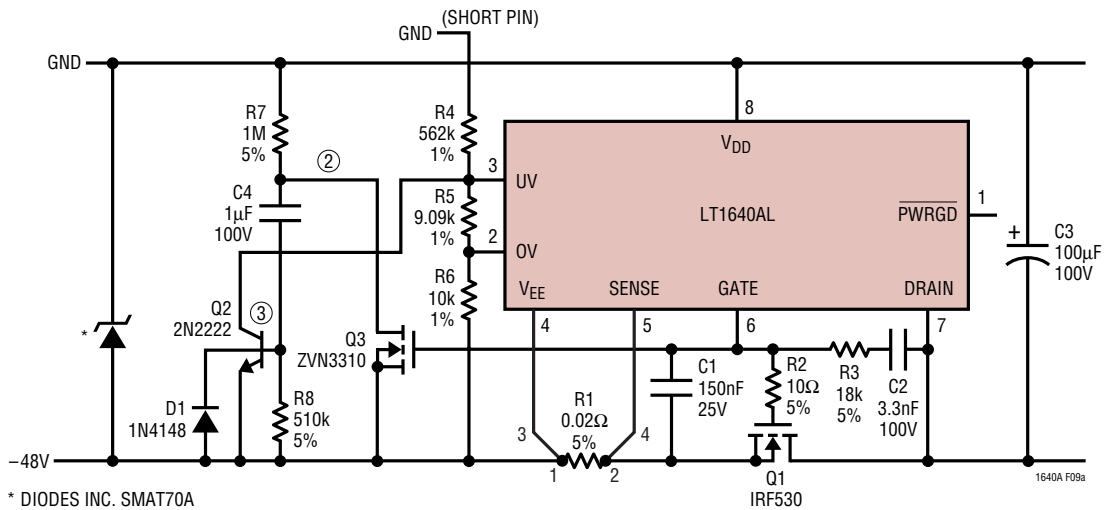 (SHORT PIN)
GND
GND
R7
1M
5%
②
R4
562k
1%
8
VDD
3
UV
LT1640AL
PWRGD
1
C4
1µF
100V
R5
9.09k
1%
2
OV
+
C3
100µF
100V
R6
10k
1%
VEE
SENSE
GATE
DRAIN
4
5
6
7
Q2
2N2222
③
*
Q3
ZVN3310
C1
150nF
25V
R2
10Ω
5%
R3
18k
5%
C2
3.3nF
100V
D1
1N4148
R8
510k
5%
R1
0.02Ω
5%
3
4
−48V
1
2
Q1
IRF530
1640A F09a
* DIODES INC. SMAT70A